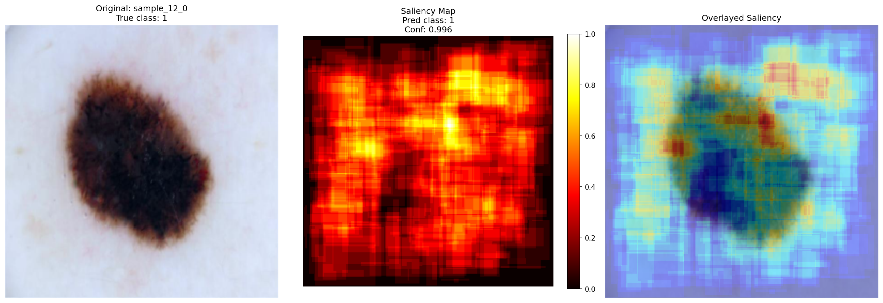 Original: sample_12_0
True class: 1
Saliency Map
Pred class: 1
Conf: 0.996
1.0
0.8
0.6
0.4
0.2
0.0
Overlayed Saliency